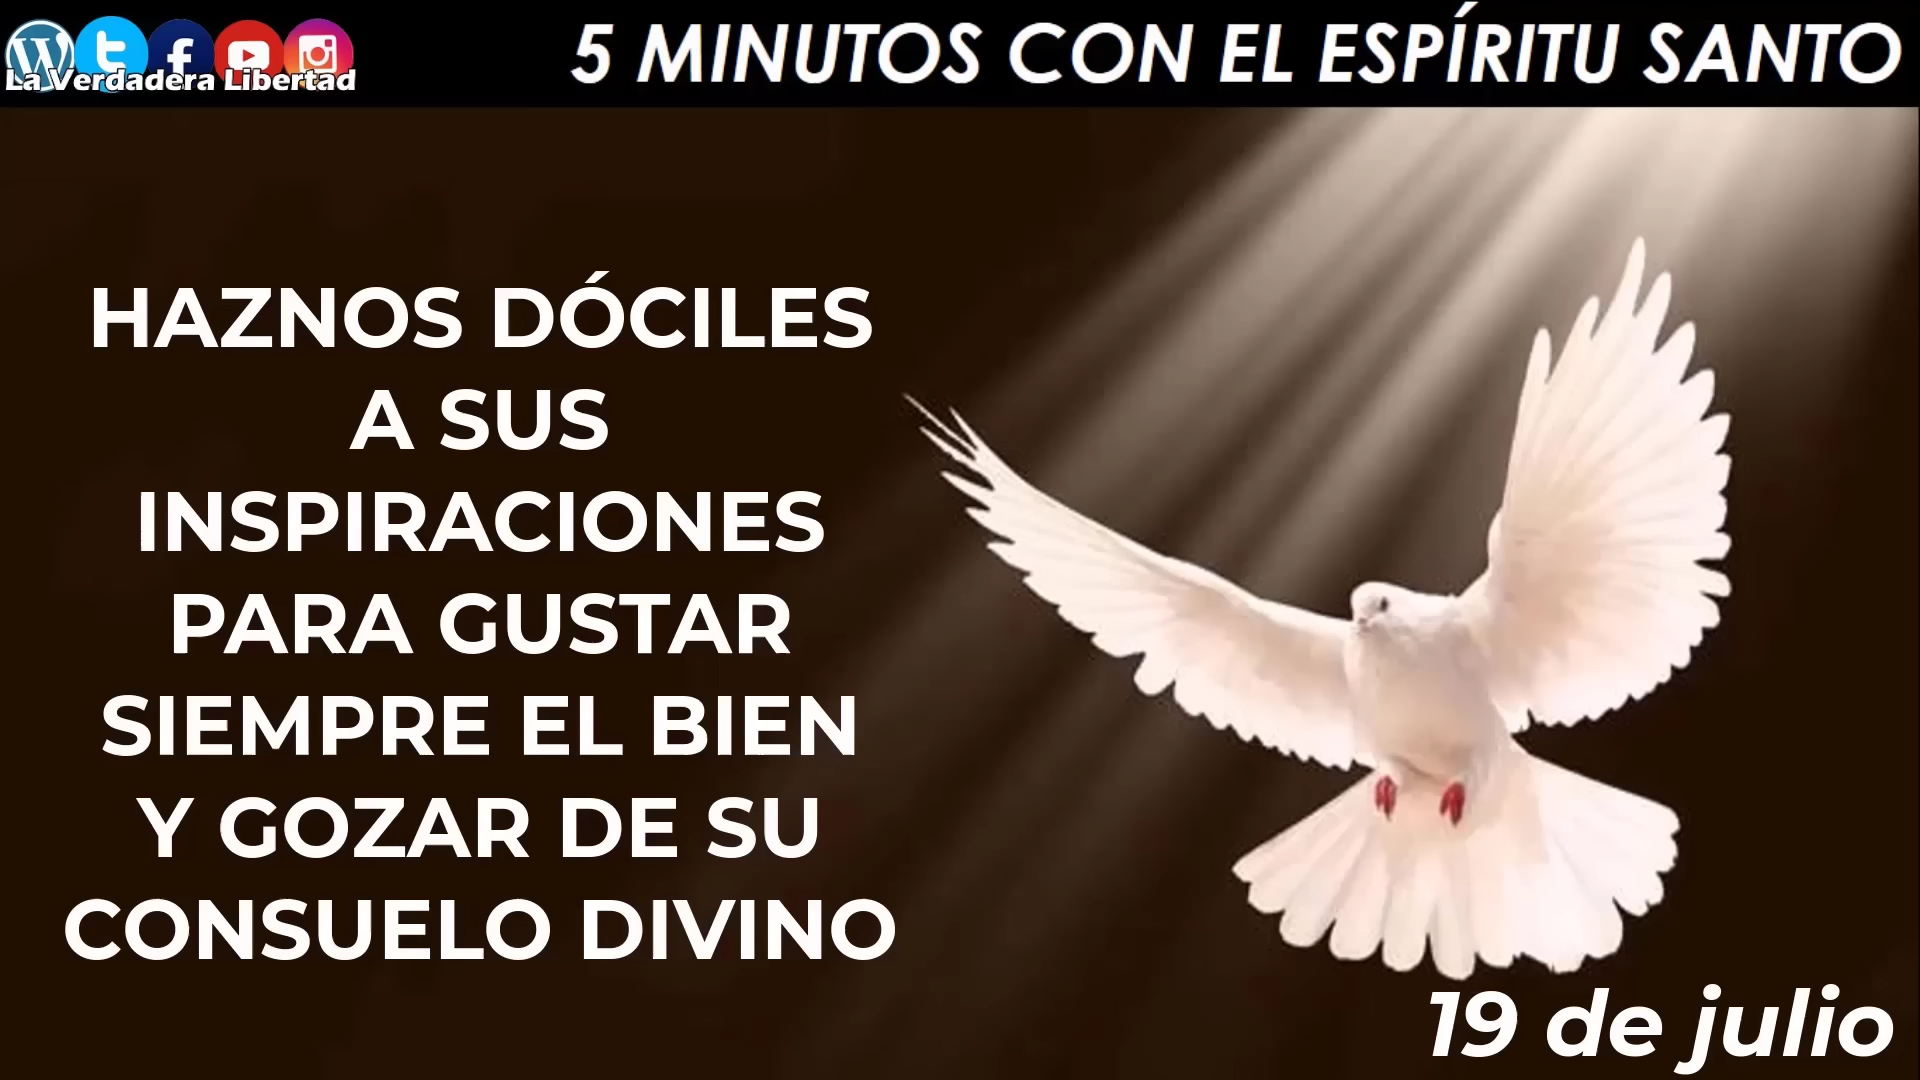 5 MINUTOS CON EL ESPÍRITU SANTO
La Verdadera Libertad
HAZNOS DÓCILES
A SUS
INSPIRACIONES
PARA GUSTAR
SIEMPRE EL BIEN
Y GOZAR DE SU
CONSUELO DIVINO
19 de julio